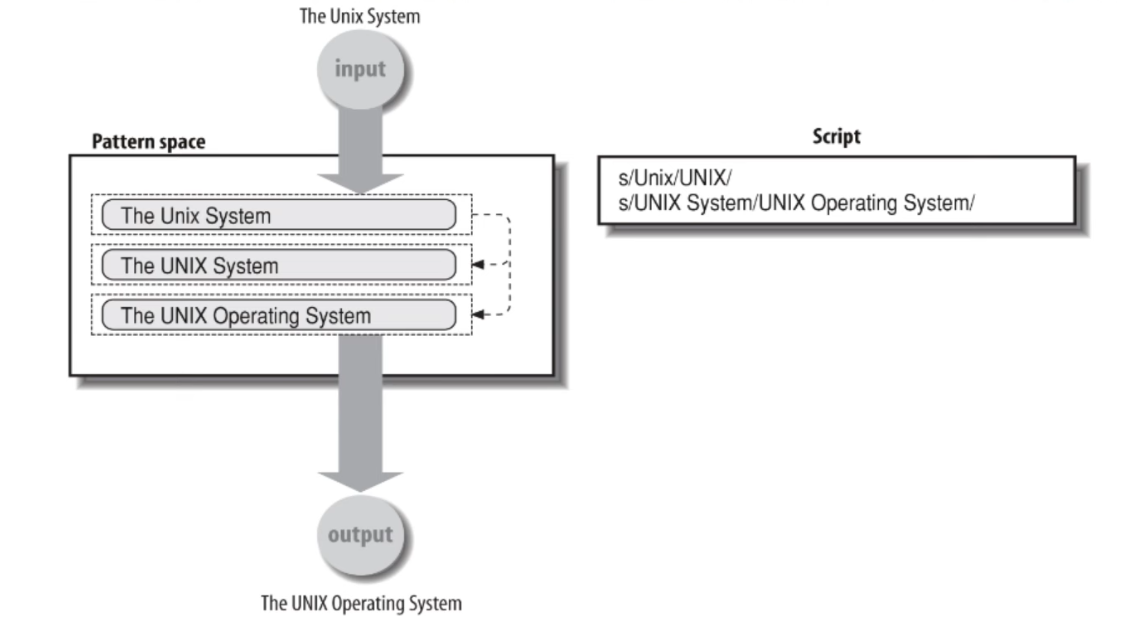 The Unix System
input
Pattern space
The Unix System
The UNIX System
The UNIX Operating System
output
The UNIX Operating System
Script
s/Unix/UNIX/
s/UNIX System/UNIX Operating System/